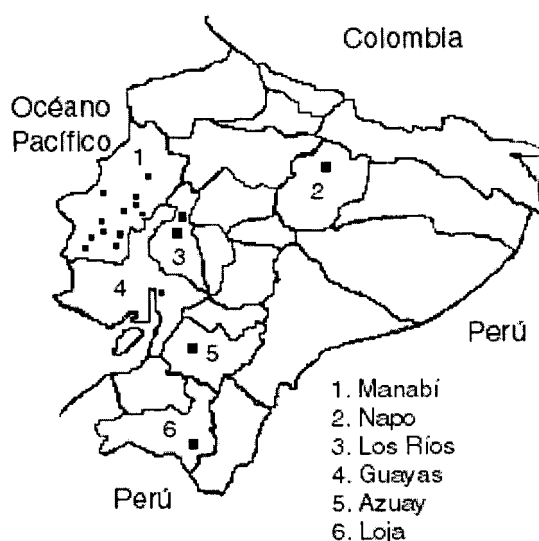 Colombia
Océano
Pacífico
1
2
3
4
5
6
Perú
Perú
1. Manabí
2. Napo
3. Los Ríos
4. Guayas
5. Azuay
6. Loja